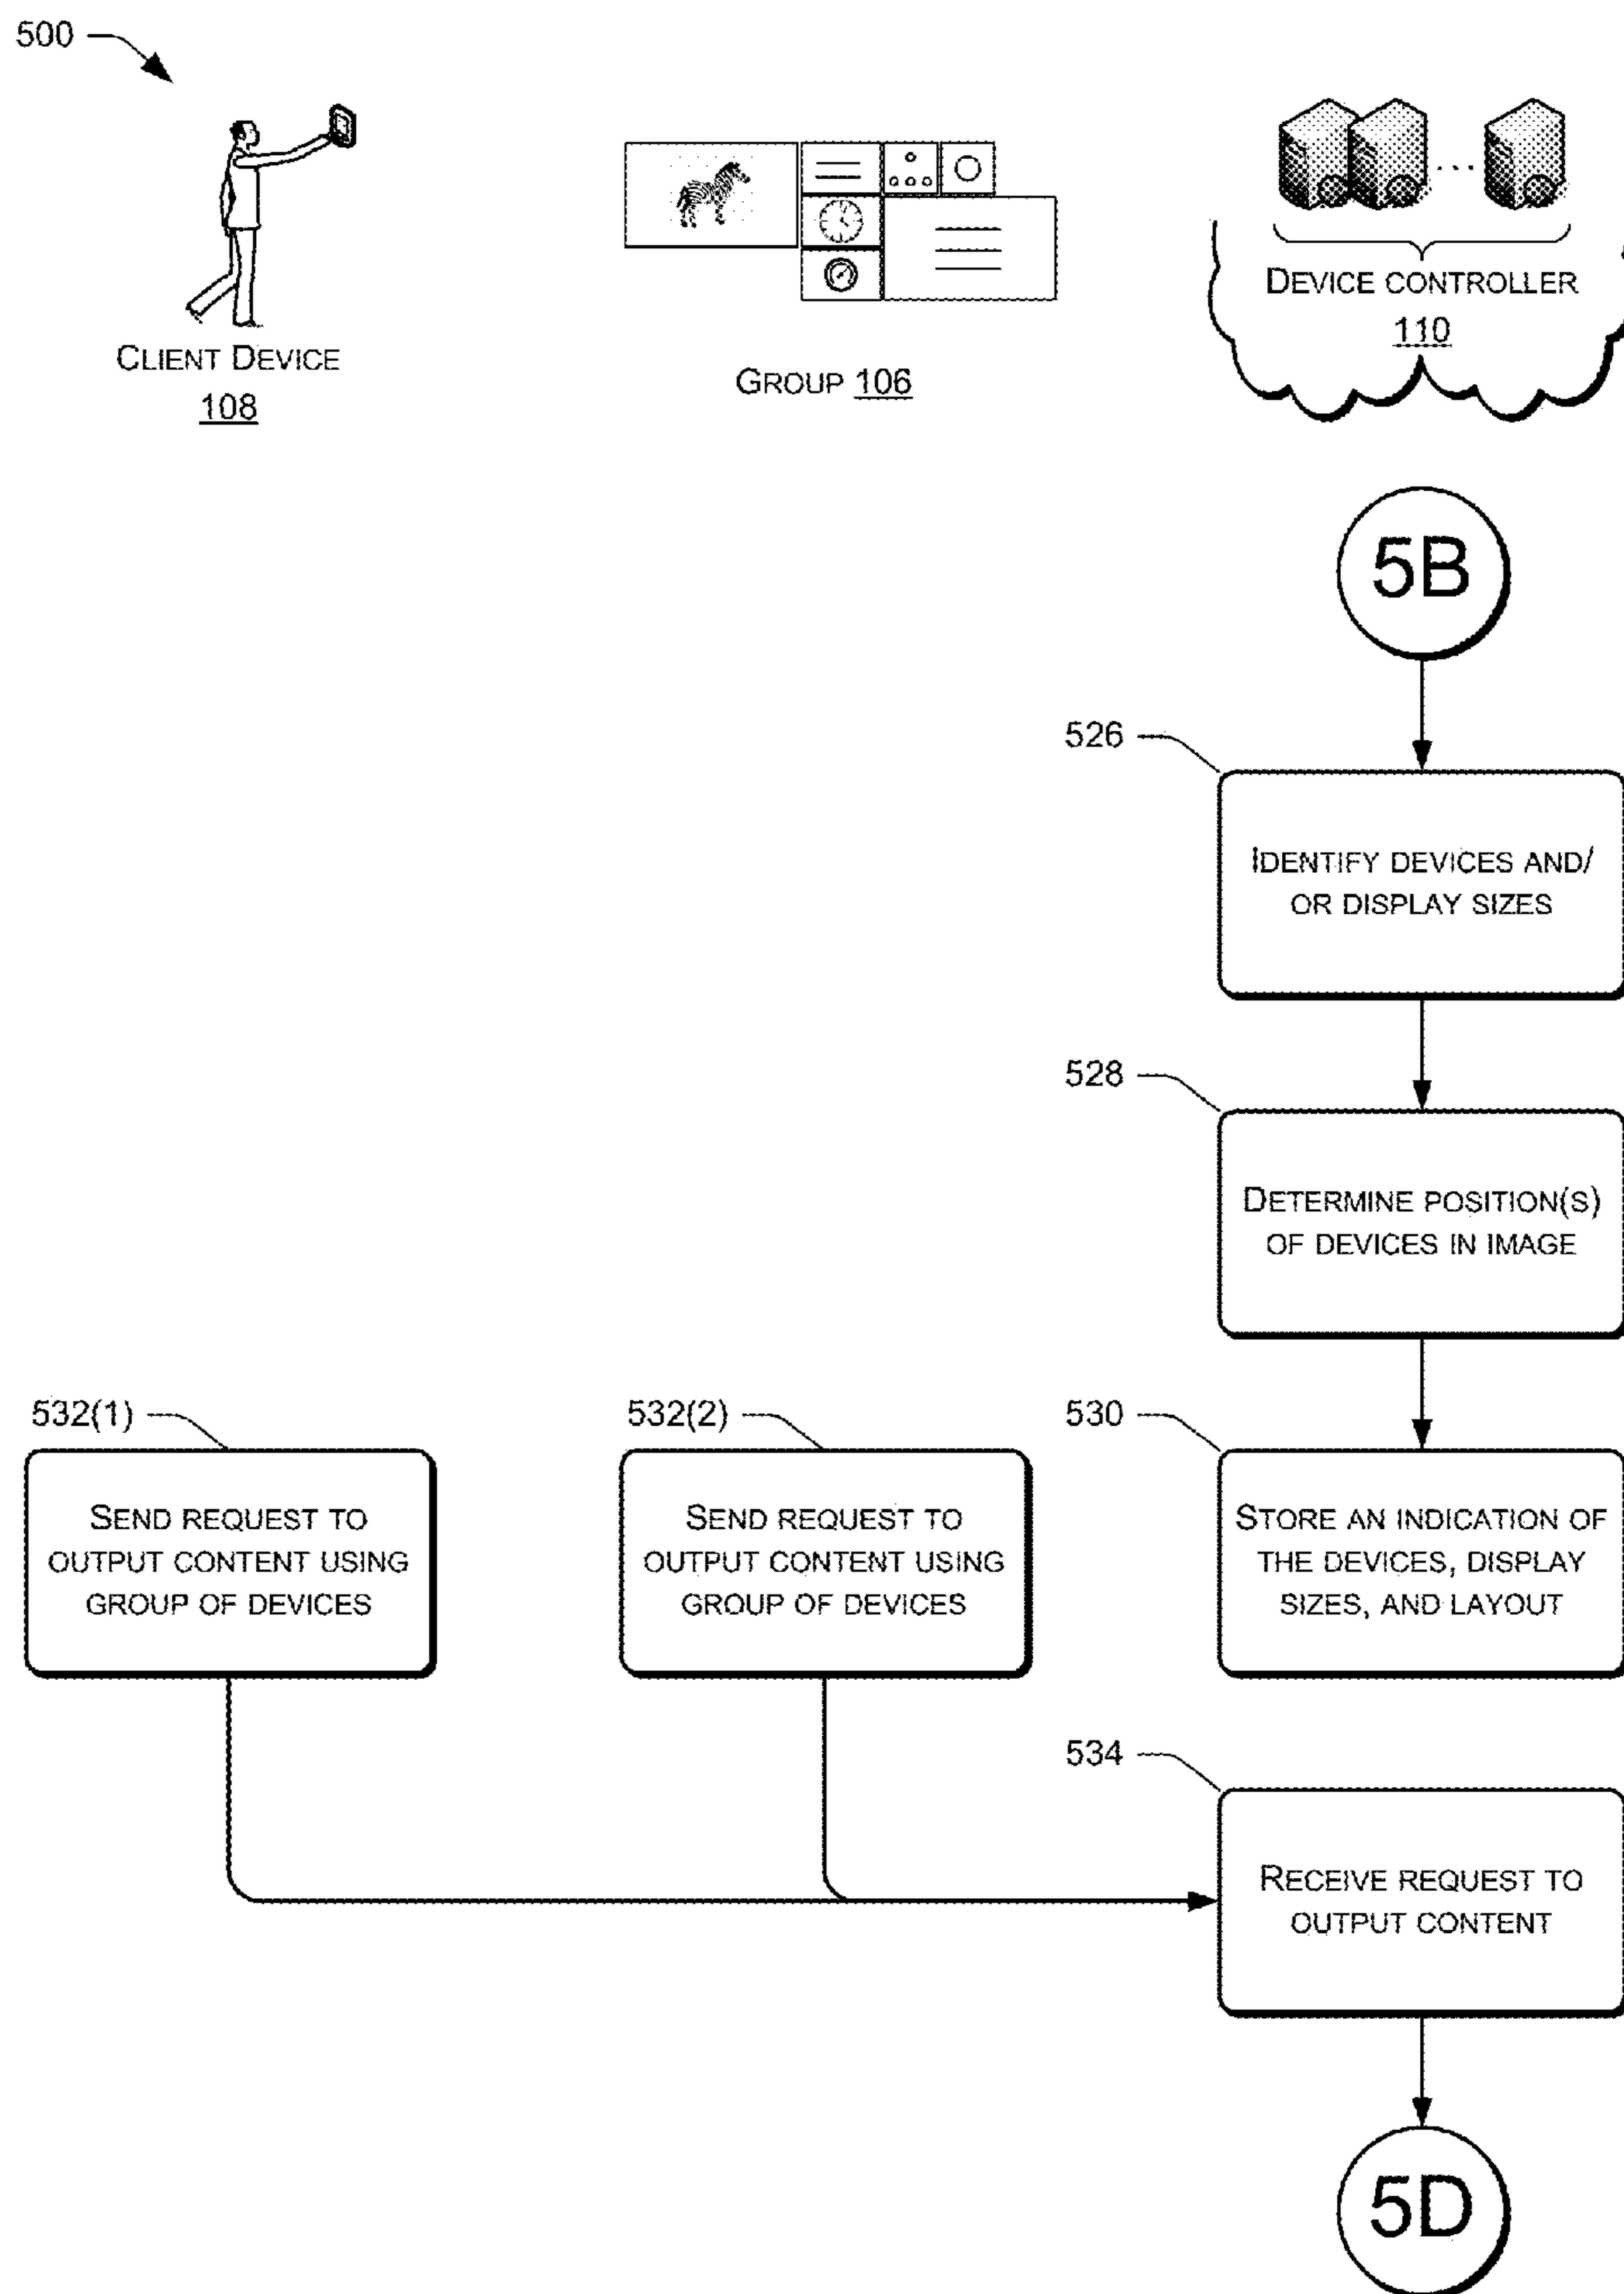 500
CLIENT DEVICE
108
GROUP 106
DEVICE CONTROLLER
110
5B
526
IDENTIFY DEVICES AND/
OR DISPLAY SIZES
528
DETERMINE POSITION(S)
OF DEVICES IN IMAGE
532(1)
SEND REQUEST TO
OUTPUT CONTENT USING
GROUP OF DEVICES
532(2)
SEND REQUEST TO
OUTPUT CONTENT USING
GROUP OF DEVICES
530
STORE AN INDICATION OF
THE DEVICES, DISPLAY
SIZES, AND LAYOUT
534
RECEIVE REQUEST TO
OUTPUT CONTENT
5D